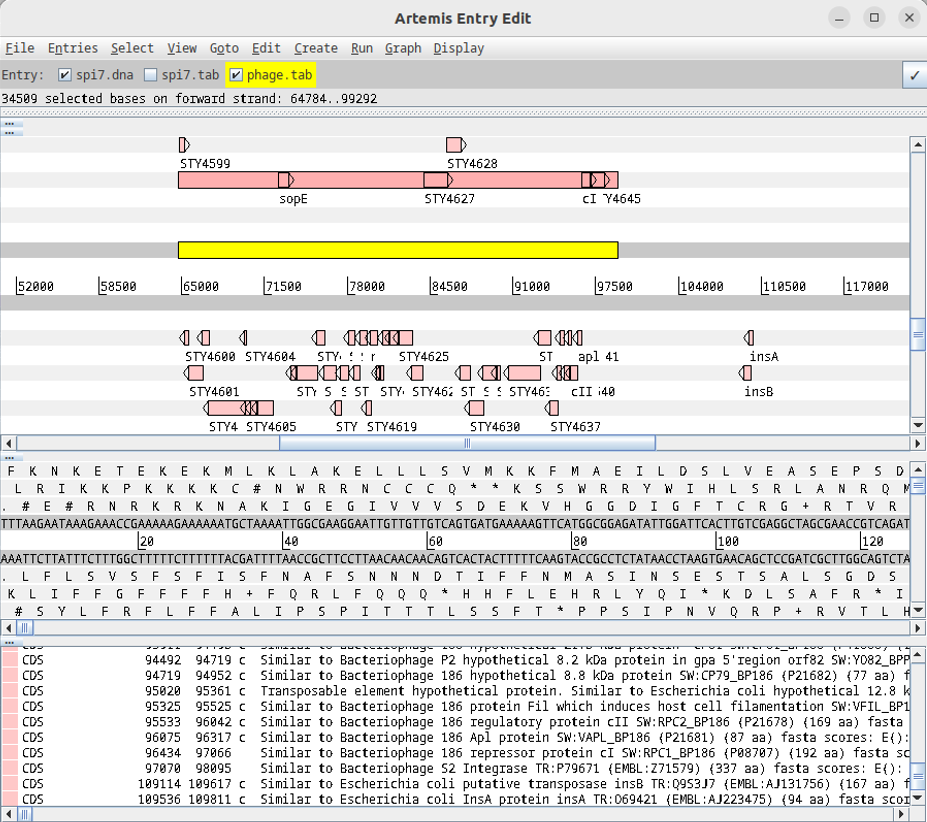 Artemis Entry Edit
File Entries Select View Goto Edit Create Run Graph Display
Entry: spi7.dna spi7.tab phage.tab
34509 selected bases on forward strand: 64784..99292
STY4599 STY4628
sopE STY4627 cI Y4645
52000 58500 65000 71500 78000 84500 91000 97500 104000 110500 117000
STY4600 STY4604 STY STY4625 ST apl 41 insA
STY4601 STY S S ST STY STY462 ST S S STY463 cII 40 insB
STY4 STY4605 STY STY4619 STY4630 STY4637
F K N K E T E K E K M L K L A K E L L L S V M K K F M A E I L D S L V E A S E P S D
L R I K K P K K K K C # N W R R N C C C Q * * K S S W R R Y W I H L S R L A N R Q M
. # E # R N R K R K N A K I G E G I V V V S D E K V H G G D I G F T C R G + R T V R
TTTAAGAATAAAGAAACCGAAAAAGAAAAAATGCTAAAATTGGCGAAGGAATTGTTGTTGTCAGTGATGAAAAAGTTCATGGCGGAGATATTGGATTCACTTGTCGAGGCTAGCGAACCGTCAGAT
20 40 60 80 100 120
AAATTCTTATTTCTTTGGCTTTTTCTTTTTTACGATTTTAACCGCTTCCTTAACAACAACAGTCACTACTTTTTCAAGTACCGCCTCTATAACCTAAGTGAACAGCTCCGATCGCTTGGCAGTCTA
. L F L S V S F S F I S F N A F S N N N D T I F F N M A S I N S E S T S A L S G D S
K L I F F G F F F F H + F Q R L F Q Q Q * H H F L E H R L Y Q I * K D L S A F R * I
# S Y L F R F L F F A L I P S P I T T T L S S F T * P P S I P N V Q R P + R V T L H
CDS 94492 94719 c Similar to Bacteriophage P2 hypothetical 8.2 kDa protein in gpa 5'region orf82 SW:YO82_BPP
CDS 94719 94952 c Similar to Bacteriophage 186 hypothetical 8.8 kDa protein SW:CP79_BP186 (P21682) (77 aa) f
CDS 95020 95361 c Transposable element hypothetical protein. Similar to Escherichia coli hypothetical 12.8 k
CDS 95325 95525 c Similar to Bacteriophage 186 protein Fil which induces host cell filamentation SW:VFIL_BP1
CDS 95533 96042 c Similar to Bacteriophage 186 regulatory protein cII SW:RPC2_BP186 (P21678) (169 aa) fasta
CDS 96075 96317 c Similar to Bacteriophage 186 Apl protein SW:VAPL_BP186 (P21681) (87 aa) fasta scores: E():
CDS 96434 97066 Similar to Bacteriophage 186 repressor protein cI SW:RPC1_BP186 (P08707) (192 aa) fasta sc
CDS 97070 98095 Similar to Bacteriophage S2 Integrase TR:P79671 (EMBL:Z71579) (337 aa) fasta scores: E():
CDS 109114 109617 c Similar to Escherichia coli putative transposase insB TR:Q9S3J7 (EMBL:AJ131756) (167 aa) f
CDS 109536 109811 c Similar to Escherichia coli InsA protein insA TR:O69421 (EMBL:AJ223475) (94 aa) fasta scor